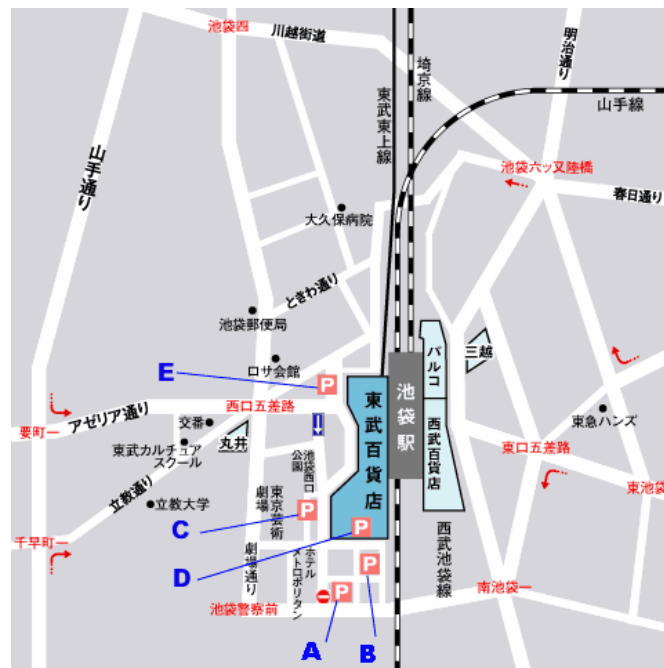 池袋四
川越街道
埼京線
明治通り
山手線
東武東上線
山手通り
池袋六ッ又陸橋
春日通り
大久保病院
ときわ通り
池袋郵便局
パルコ
三越
ロサ会館
E
P
池袋駅
東武百貨店
西武百貨店
西口五差路
アゼリア通り
要町一
交番
丸井
東武カルチュア
スクール
東急ハンズ
東口五差路
東池袋
池袋西口
公園
立教通り
立教大学
東京芸術
劇場
C
P
P
D
千早町一
劇場通り
ホテル
メトロポリタン
P
B
P
A
西武池袋線
南池袋一
池袋警察前